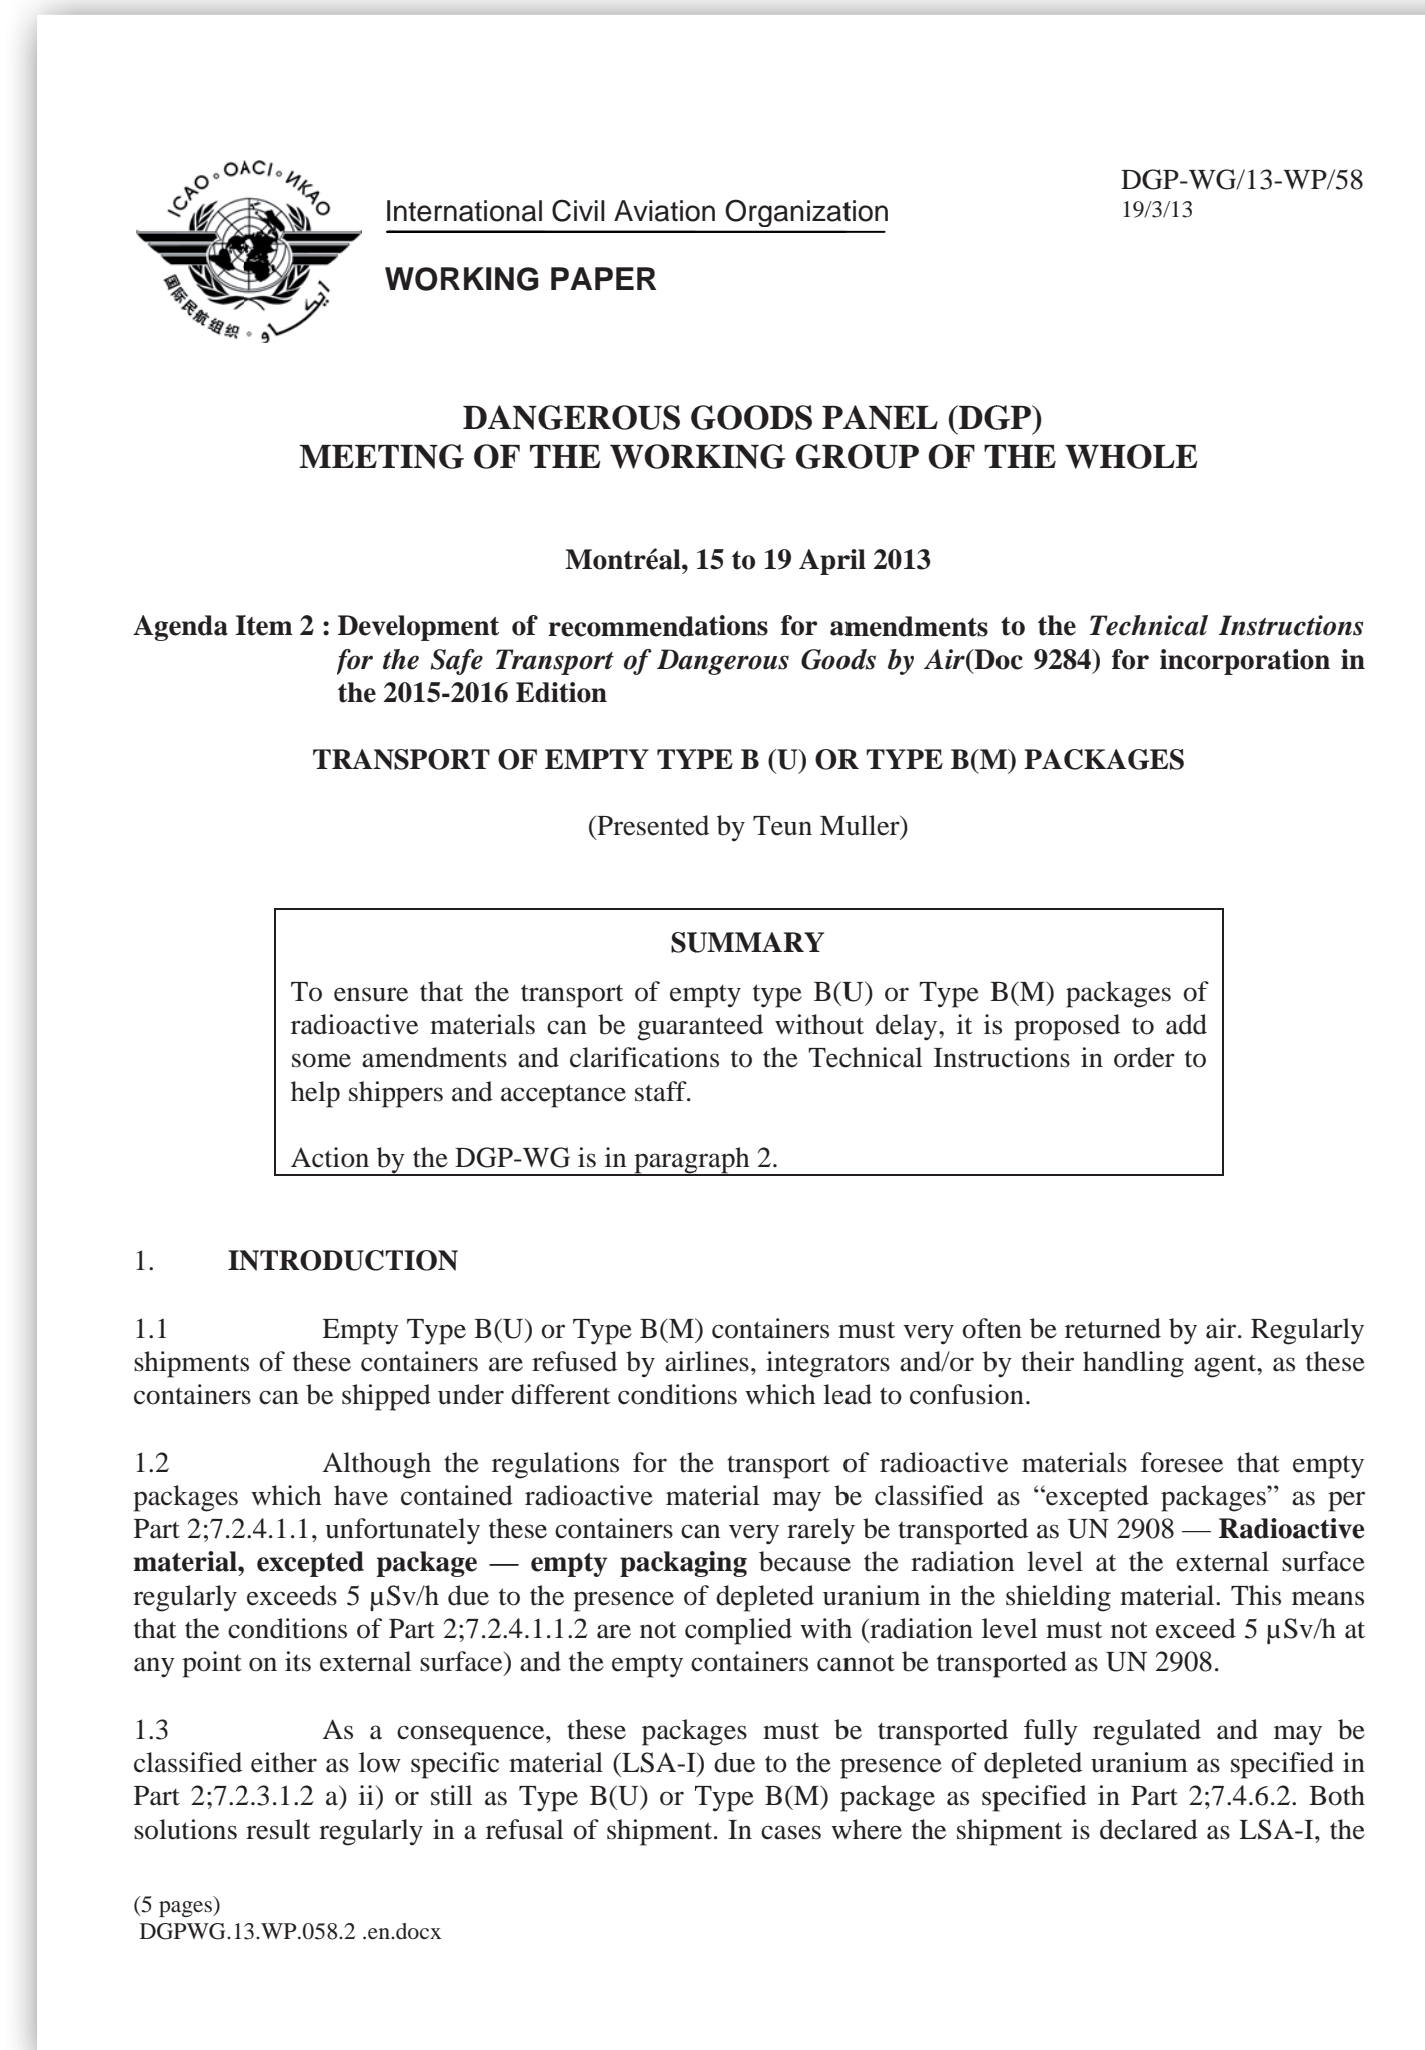 ICAO · OACI · ИКАО
国际民航组织 · ايكاو
DGP-WG/13-WP/58
19/3/13
International Civil Aviation Organization
WORKING PAPER
DANGEROUS GOODS PANEL (DGP)
MEETING OF THE WORKING GROUP OF THE WHOLE
Montréal, 15 to 19 April 2013
Agenda Item 2 : Development of recommendations for amendments to the Technical Instructions
for the Safe Transport of Dangerous Goods by Air(Doc 9284) for incorporation in
the 2015-2016 Edition
TRANSPORT OF EMPTY TYPE B (U) OR TYPE B(M) PACKAGES
(Presented by Teun Muller)
SUMMARY
To ensure that the transport of empty type B(U) or Type B(M) packages of
radioactive materials can be guaranteed without delay, it is proposed to add
some amendments and clarifications to the Technical Instructions in order to
help shippers and acceptance staff.
Action by the DGP-WG is in paragraph 2.
1. INTRODUCTION
1.1 Empty Type B(U) or Type B(M) containers must very often be returned by air. Regularly
shipments of these containers are refused by airlines, integrators and/or by their handling agent, as these
containers can be shipped under different conditions which lead to confusion.
1.2 Although the regulations for the transport of radioactive materials foresee that empty
packages which have contained radioactive material may be classified as “excepted packages” as per
Part 2;7.2.4.1.1, unfortunately these containers can very rarely be transported as UN 2908 — Radioactive
material, excepted package — empty packaging because the radiation level at the external surface
regularly exceeds 5 µSv/h due to the presence of depleted uranium in the shielding material. This means
that the conditions of Part 2;7.2.4.1.1.2 are not complied with (radiation level must not exceed 5 µSv/h at
any point on its external surface) and the empty containers cannot be transported as UN 2908.
1.3 As a consequence, these packages must be transported fully regulated and may be
classified either as low specific material (LSA-I) due to the presence of depleted uranium as specified in
Part 2;7.2.3.1.2 a) ii) or still as Type B(U) or Type B(M) package as specified in Part 2;7.4.6.2. Both
solutions result regularly in a refusal of shipment. In cases where the shipment is declared as LSA-I, the
(5 pages)
DGPWG.13.WP.058.2 .en.docx